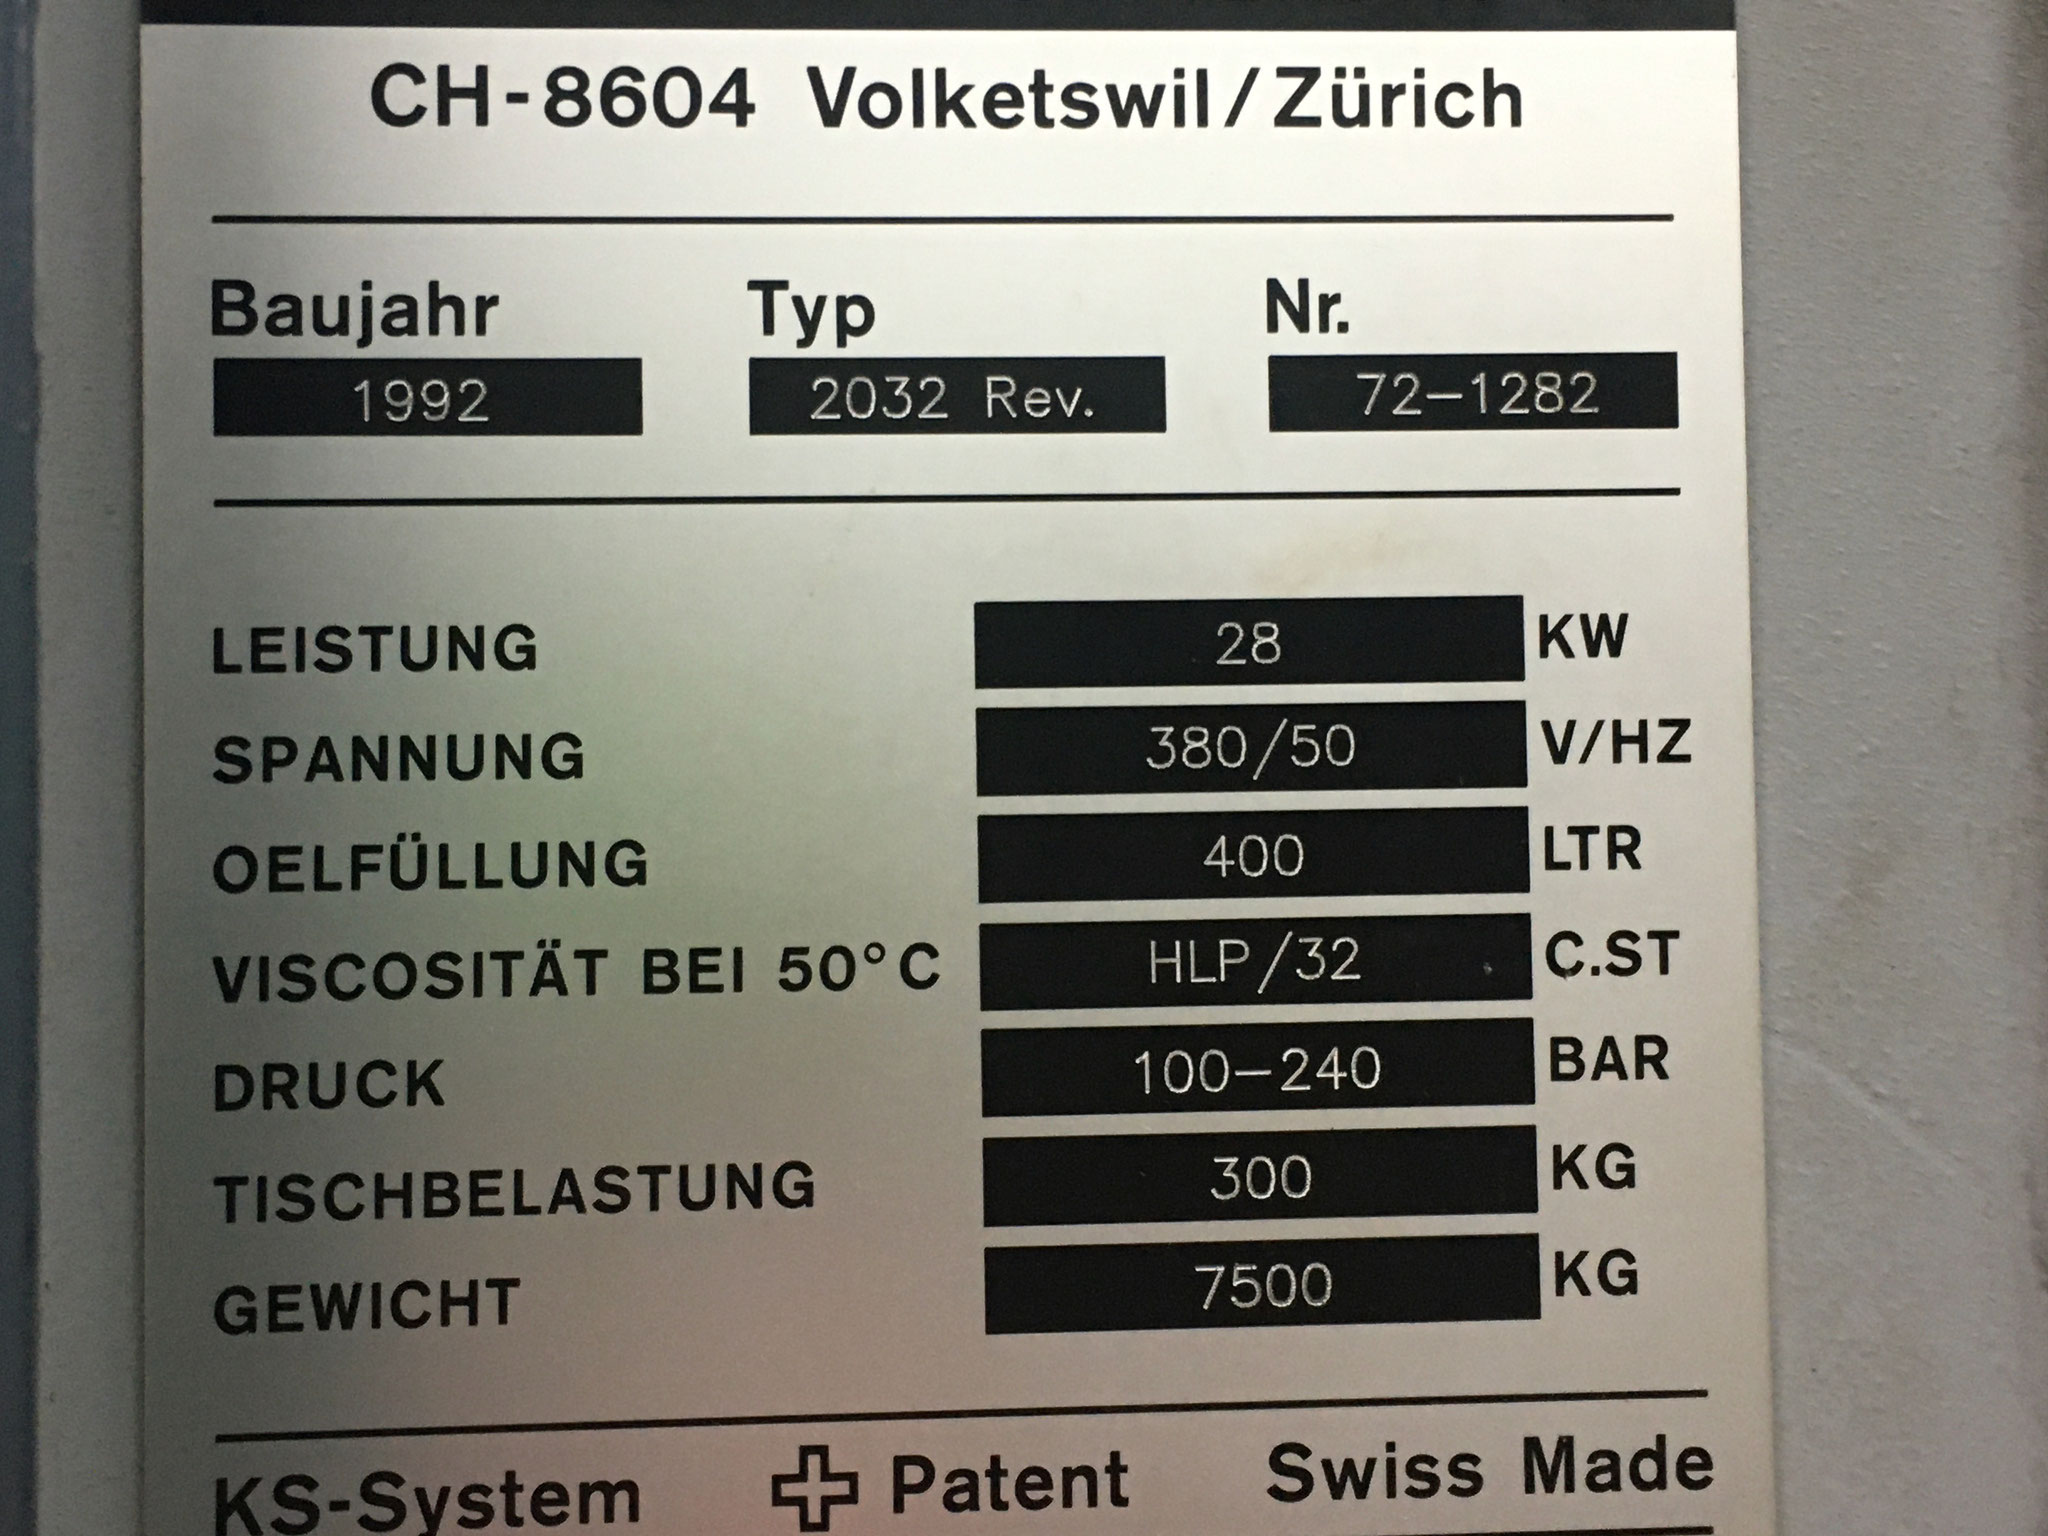 CH-8604 Volketswil/Zürich
Baujahr Typ Nr.
1992 2032 Rev. 72-1282
LEISTUNG 28 KW
SPANNUNG 380/50 V/HZ
OELFÜLLUNG 400 LTR
VISCOSITÄT BEI 50°C HLP/32 C.ST
DRUCK 100-240 BAR
TISCHBELASTUNG 300 KG
GEWICHT 7500 KG
KS-System Patent Swiss Made